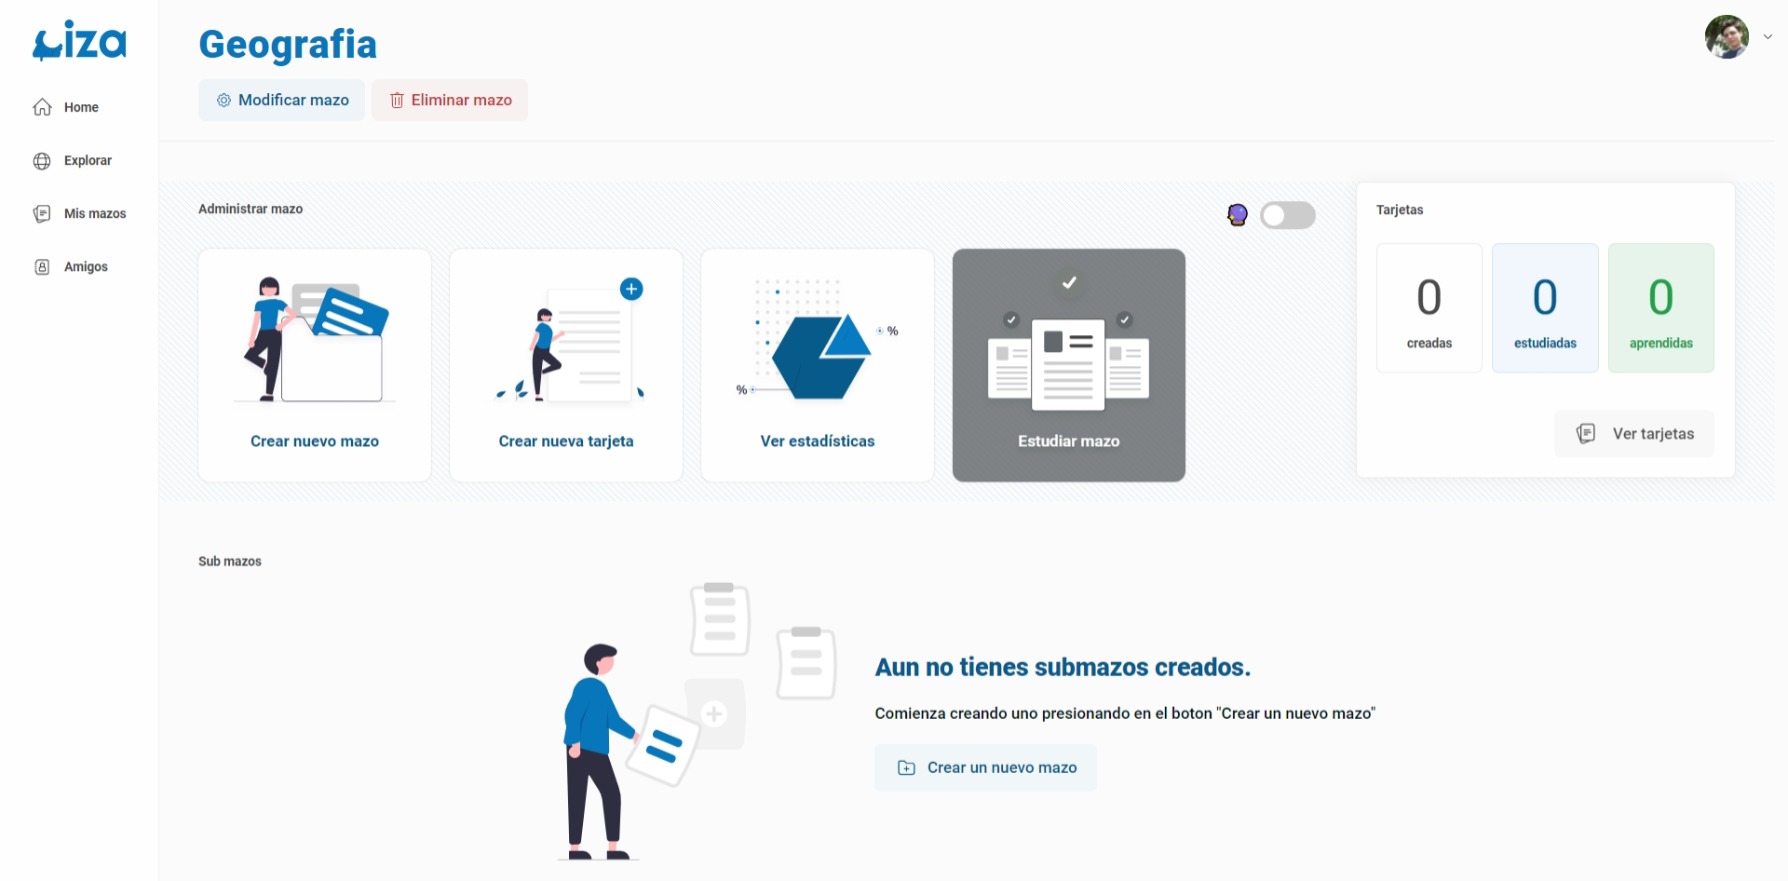 Liza
Geografia
Modificar mazo
Eliminar mazo
Home
Explorar
Mis mazos
Amigos
Administrar mazo
Crear nuevo mazo
Crear nueva tarjeta
%
%
Ver estadísticas
Estudiar mazo
Tarjetas
0
creadas
0
estudiadas
0
aprendidas
Ver tarjetas
Sub mazos
Aun no tienes submazos creados.
Comienza creando uno presionando en el boton "Crear un nuevo mazo"
Crear un nuevo mazo